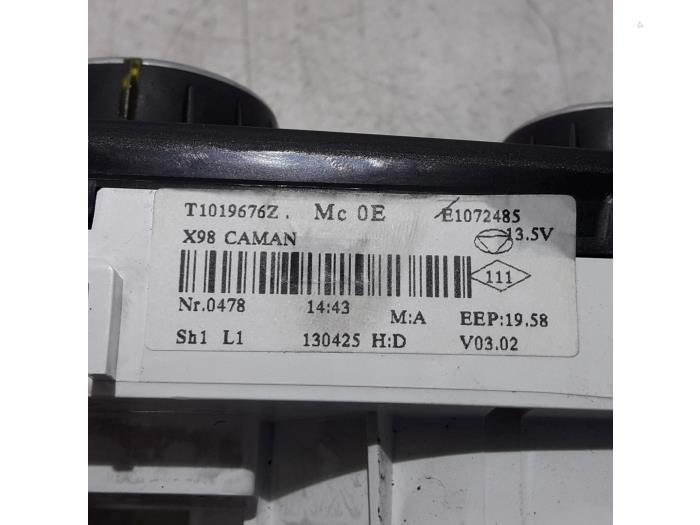 T1019676Z. Mc 0E E1072485
X98 CAMAN 13.5V
111
Nr.0478 14:43 M:A EEP:19.58
Sh1 L1 130425 H:D V03.02